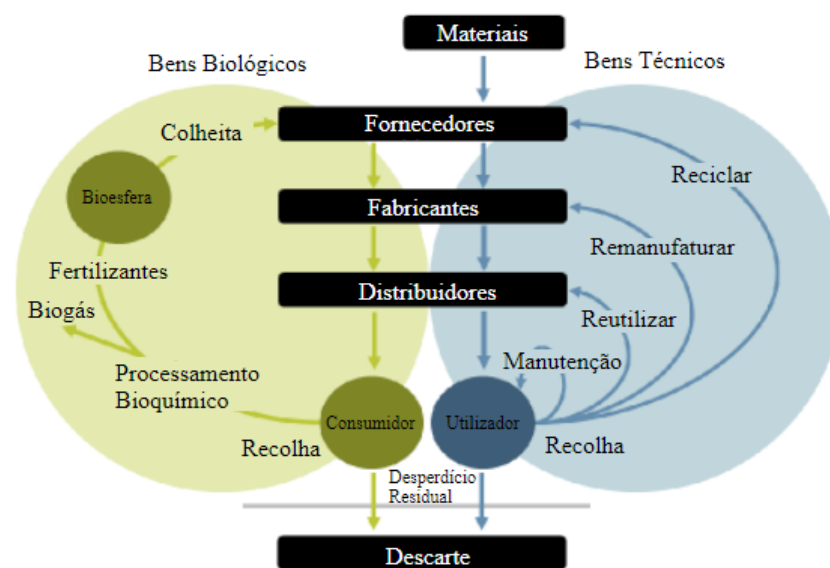 Materiais
Bens Biológicos
Bens Técnicos
Fornecedores
Colheita
Reciclar
Bioesfera
Fabricantes
Remanufaturar
Fertilizantes
Distribuidores
Biogás
Reutilizar
Manutenção
Processamento
Bioquímico
Consumidor
Utilizador
Recolha
Recolha
Desperdício
Residual
Descarte